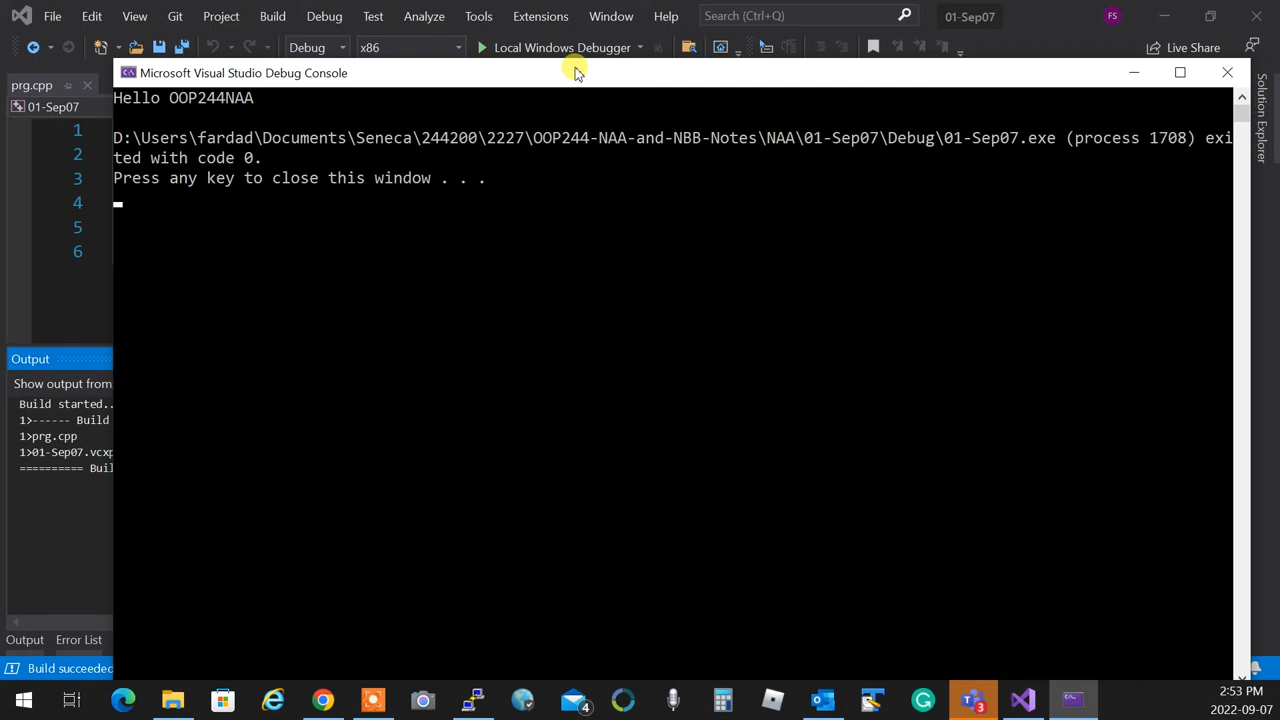 File Edit View Git Project Build Debug Test Analyze Tools Extensions Window Help Search (Ctrl+Q) 01-Sep07 FS
Debug x86 Local Windows Debugger Live Share
prg.cpp
Microsoft Visual Studio Debug Console
01-Sep07
Hello OOP244NAA
1
2
3
4
5
6
D:\Users\fardad\Documents\Seneca\244200\2227\OOP244-NAA-and-NBB-Notes\NAA\01-Sep07\Debug\01-Sep07.exe (process 1708) exi
ted with code 0.
Press any key to close this window . . .
Solution Explorer
Output
Show output from
Build started..
1>------ Build
1>prg.cpp
1>01-Sep07.vcxp
========== Buil
Output Error List
Build succeeded
4
3
2:53 PM
2022-09-07